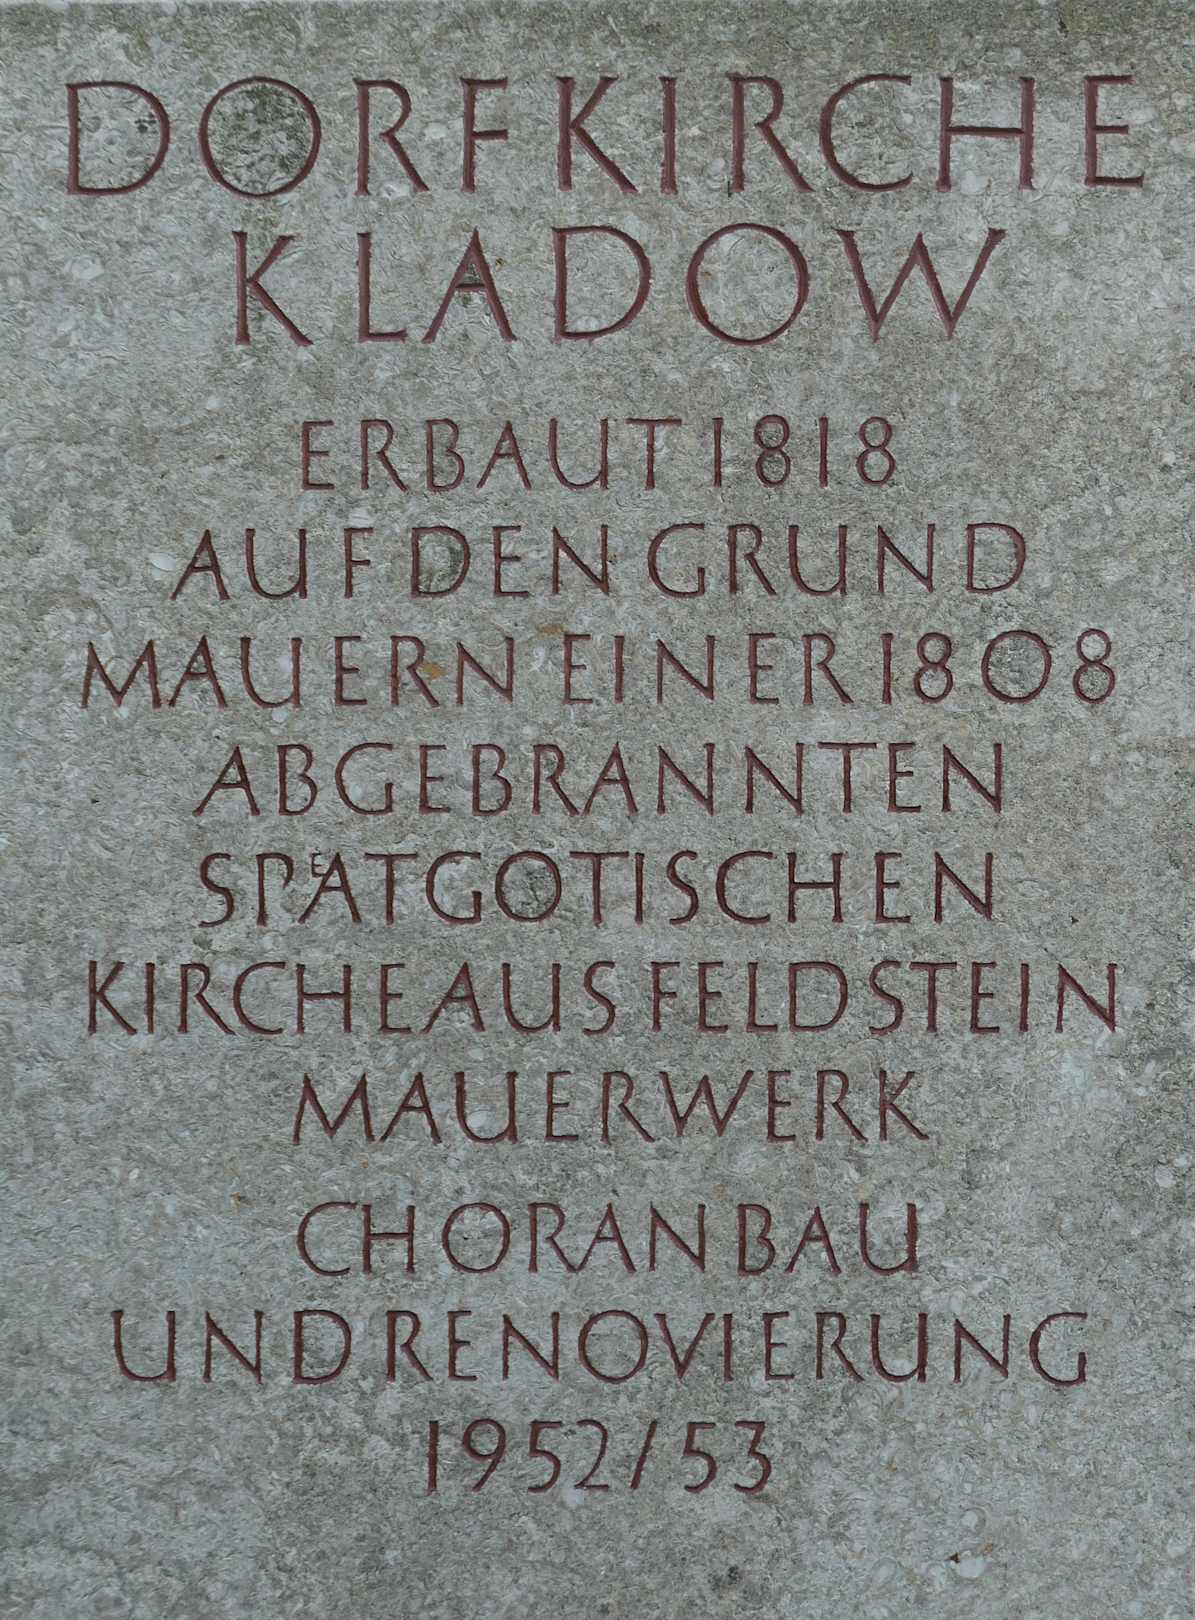 DORFKIRCHE
KLADOW
ERBAUT 1818
AUF DEN GRUND
MAUERN EINER 1808
ABGEBRANNTEN
SPÄTGOTISCHEN
KIRCHE AUS FELDSTEIN
MAUERWERK
CHORANBAU
UND RENOVIERUNG
1952/53